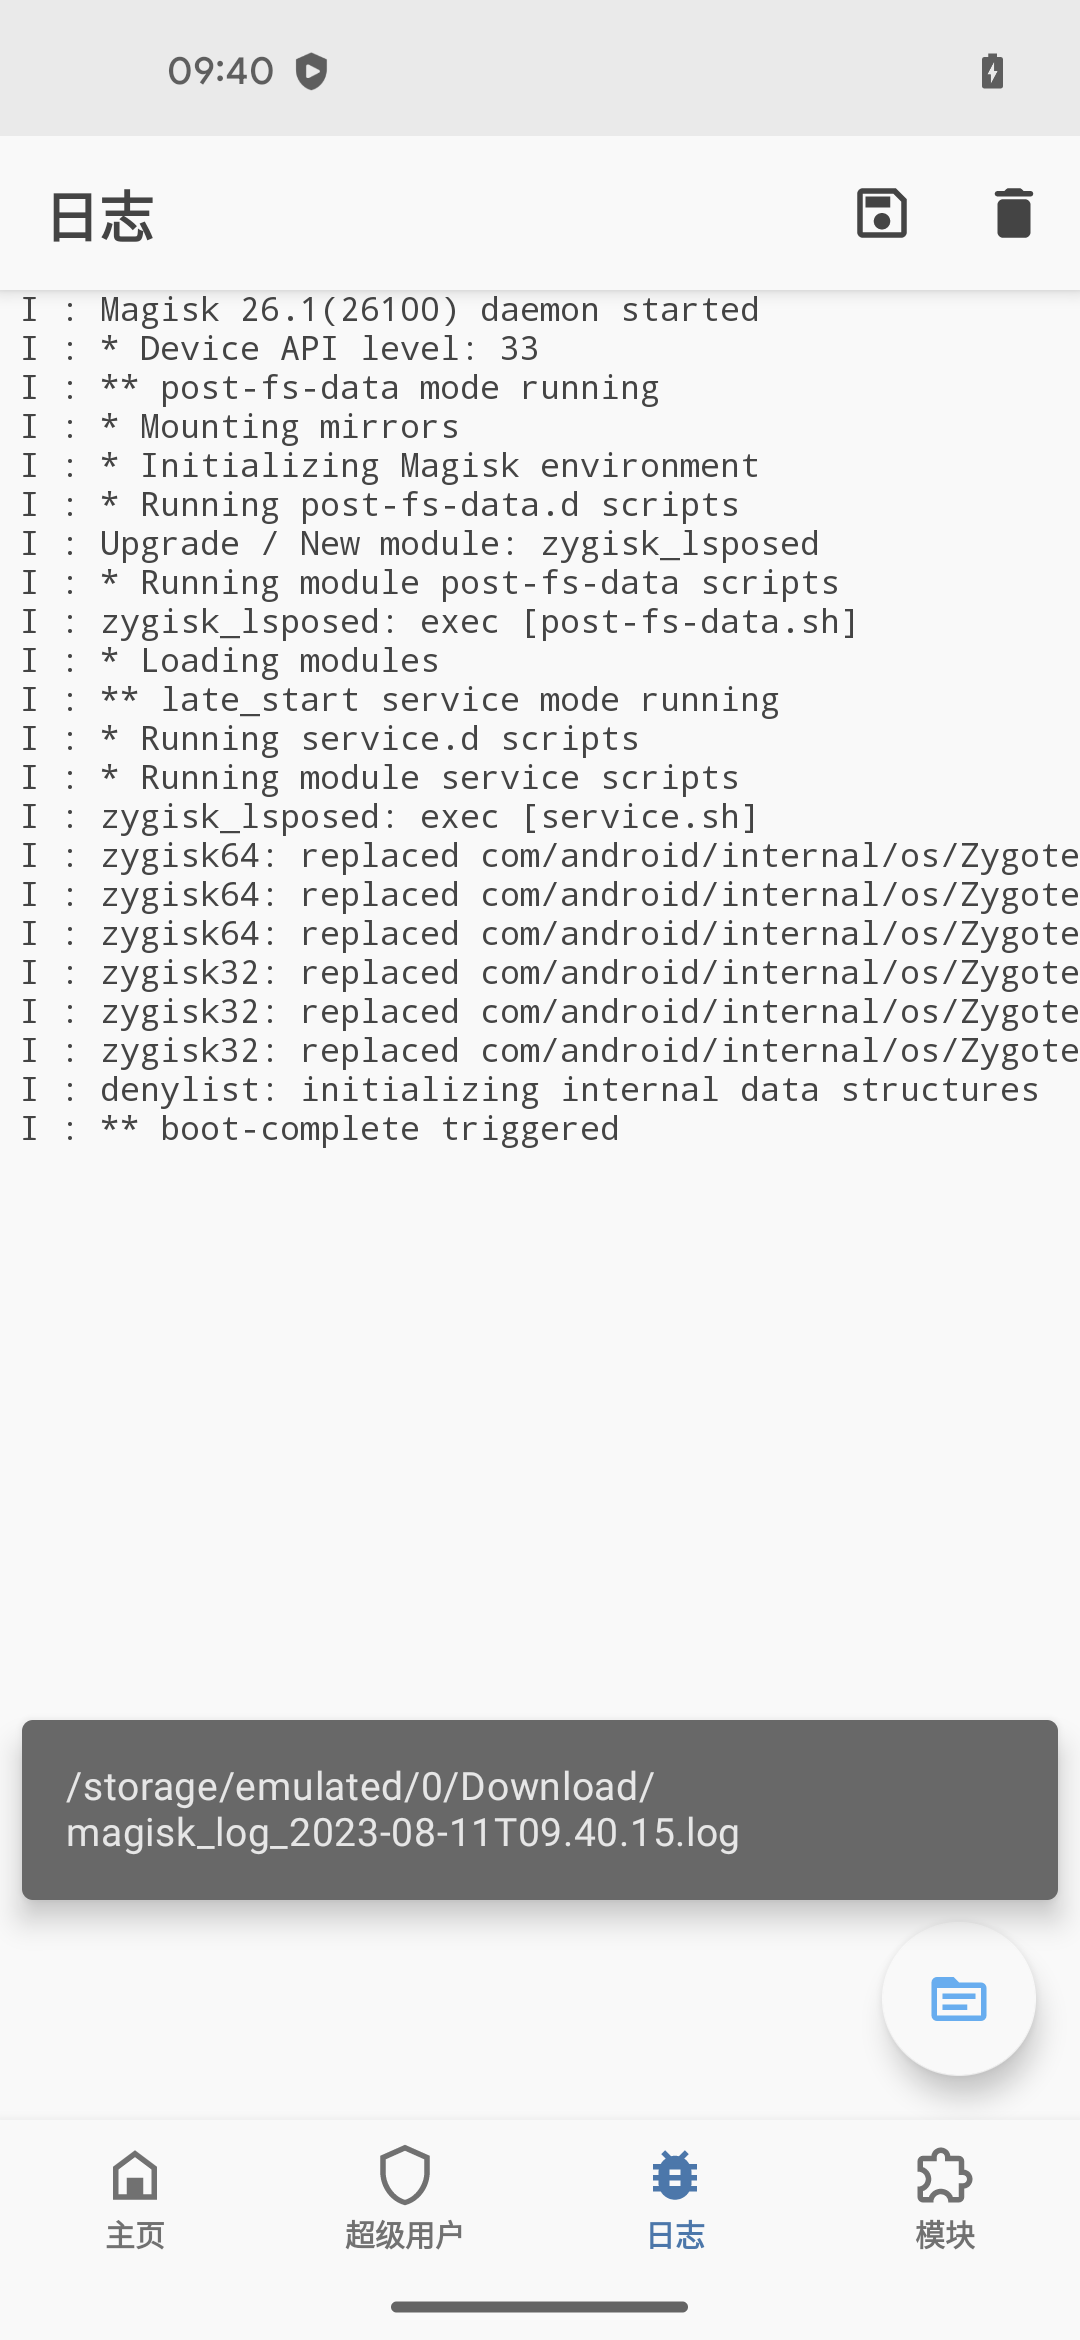 09:40
日志
I : Magisk 26.1(26100) daemon started
I : * Device API level: 33
I : ** post-fs-data mode running
I : * Mounting mirrors
I : * Initializing Magisk environment
I : * Running post-fs-data.d scripts
I : Upgrade / New module: zygisk_lsposed
I : * Running module post-fs-data scripts
I : zygisk_lsposed: exec [post-fs-data.sh]
I : * Loading modules
I : ** late_start service mode running
I : * Running service.d scripts
I : * Running module service scripts
I : zygisk_lsposed: exec [service.sh]
I : zygisk64: replaced com/android/internal/os/Zygote
I : zygisk64: replaced com/android/internal/os/Zygote
I : zygisk64: replaced com/android/internal/os/Zygote
I : zygisk32: replaced com/android/internal/os/Zygote
I : zygisk32: replaced com/android/internal/os/Zygote
I : zygisk32: replaced com/android/internal/os/Zygote
I : denylist: initializing internal data structures
I : ** boot-complete triggered
/storage/emulated/0/Download/
magisk_log_2023-08-11T09.40.15.log
主页 超级用户 日志 模块